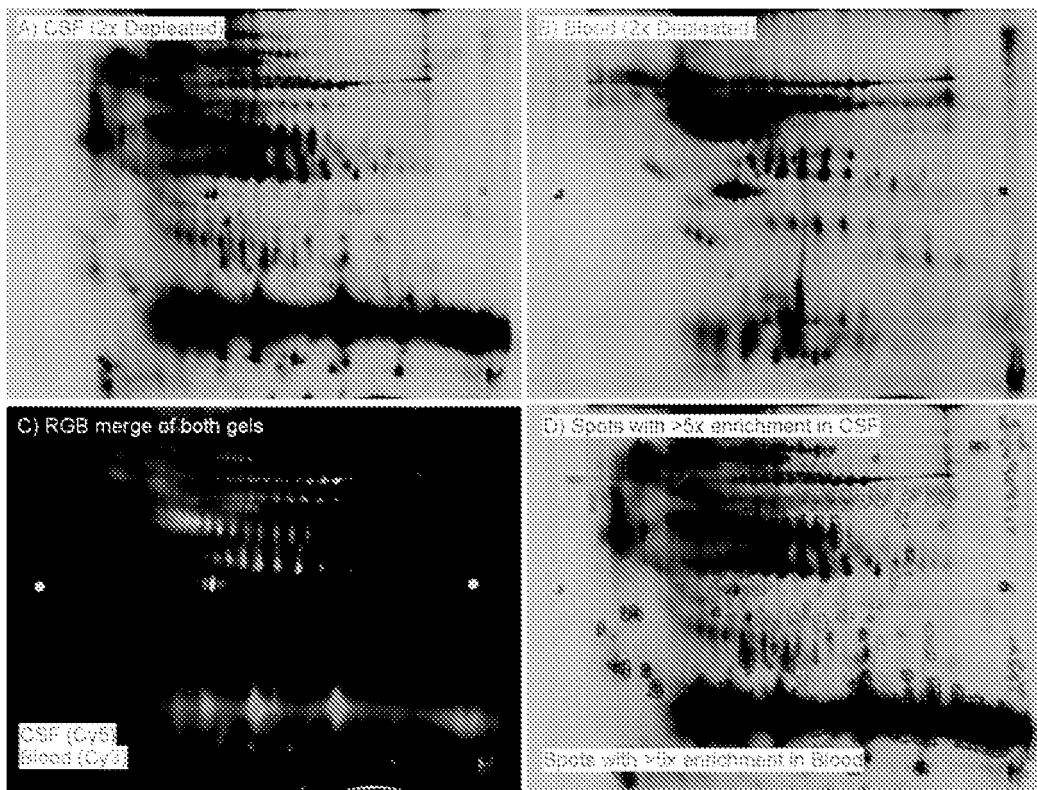 A) CSF (2x Depleated)
B) Blood (2x Depleated)
C) RGB merge of both gels
CSF (Cy5)
Blood (Cy3)
D) Spots with >5x enrichment in CSF
Spots with >5x enrichment in Blood